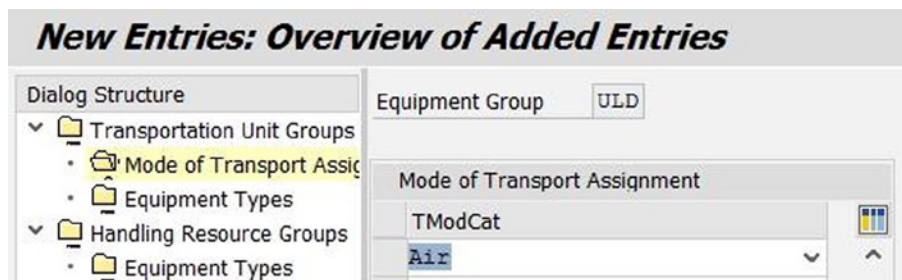 New Entries: Overview of Added Entries
Dialog Structure
Transportation Unit Groups
Mode of Transport Assig
Equipment Types
Handling Resource Groups
Equipment Types
Equipment Group ULD
Mode of Transport Assignment
TModCat
Air